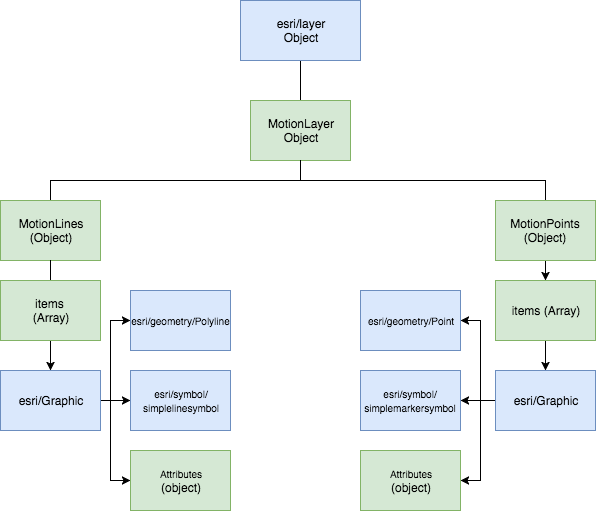 esri/layer
Object
MotionLayer
Object
MotionLines
(Object)
MotionPoints
(Object)
items
(Array)
esri/geometry/Polyline
esri/geometry/Point
items (Array)
esri/Graphic
esri/symbol/
simplelinesymbol
esri/symbol/
simplemarkersymbol
esri/Graphic
Attributes
(object)
Attributes
(object)